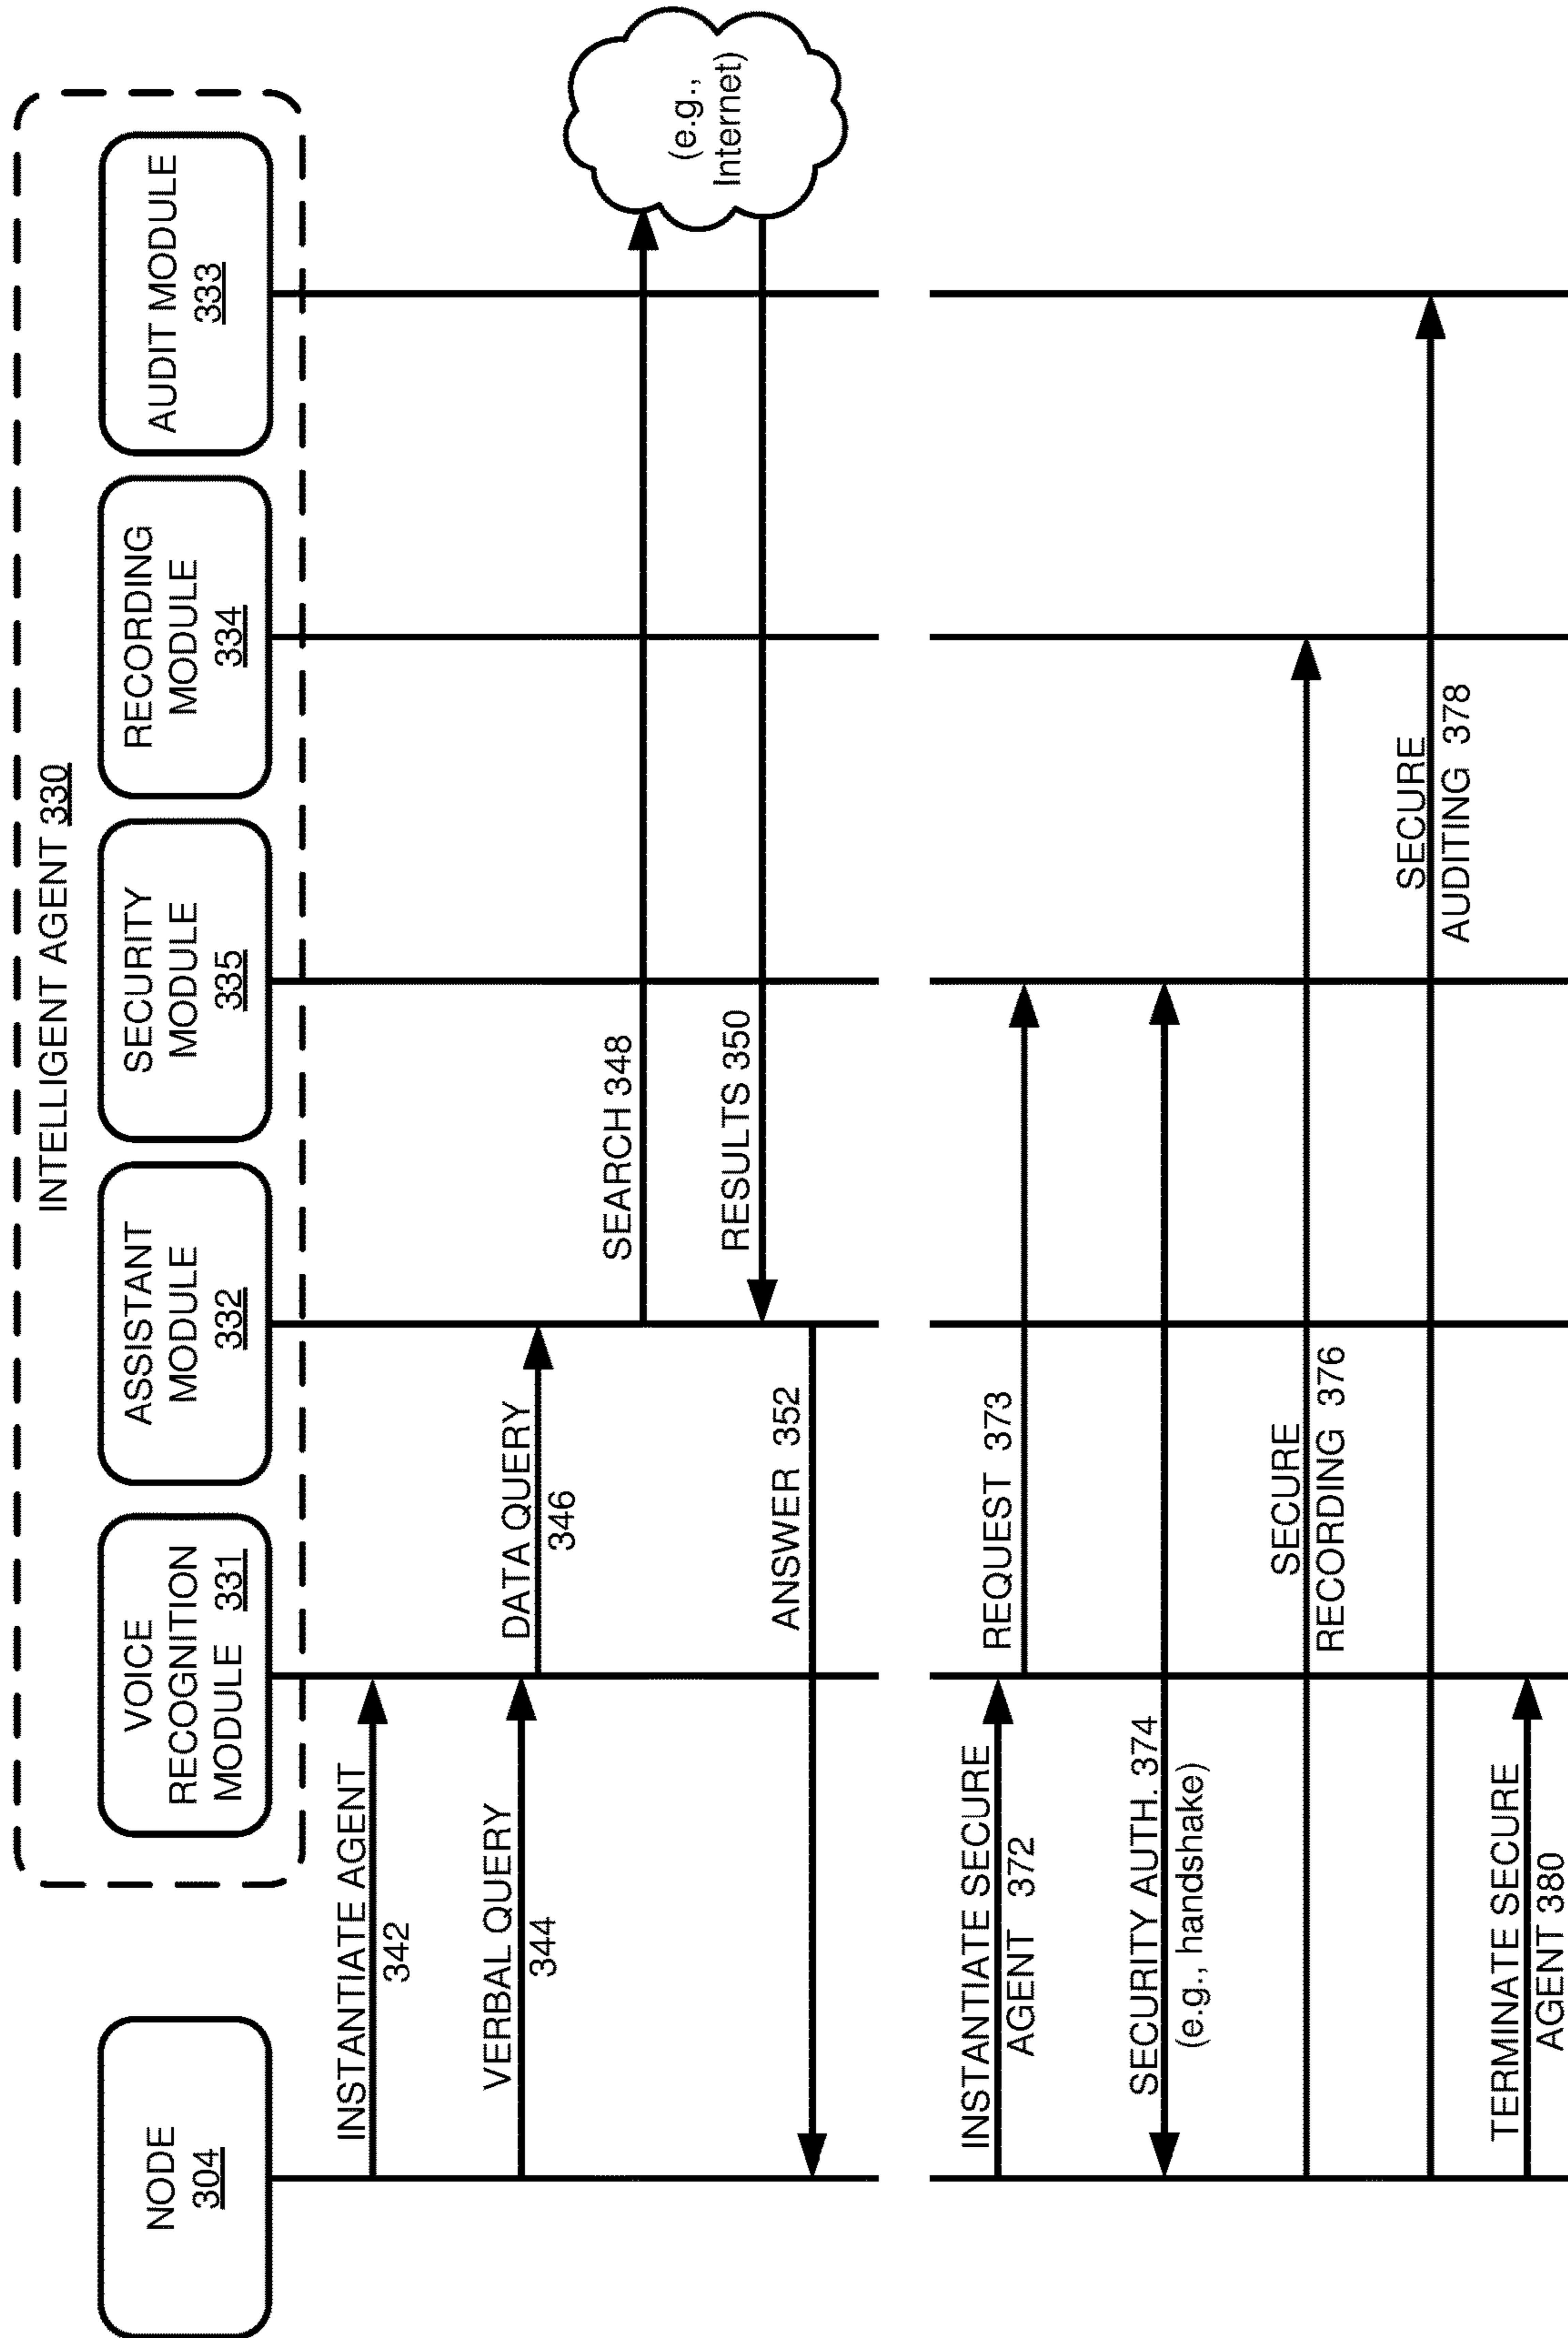 INTELLIGENT AGENT 330
NODE
304
VOICE
RECOGNITION
MODULE 331
ASSISTANT
MODULE
332
SECURITY
MODULE
335
RECORDING
MODULE
334
AUDIT MODULE
333
INSTANTIATE AGENT
342
VERBAL QUERY
344
DATA QUERY
346
SEARCH 348
(e.g.,
Internet)
RESULTS 350
ANSWER 352
INSTANTIATE SECURE
AGENT 372
REQUEST 373
SECURITY AUTH. 374
(e.g., handshake)
SECURE
RECORDING 376
SECURE
AUDITING 378
TERMINATE SECURE
AGENT 380